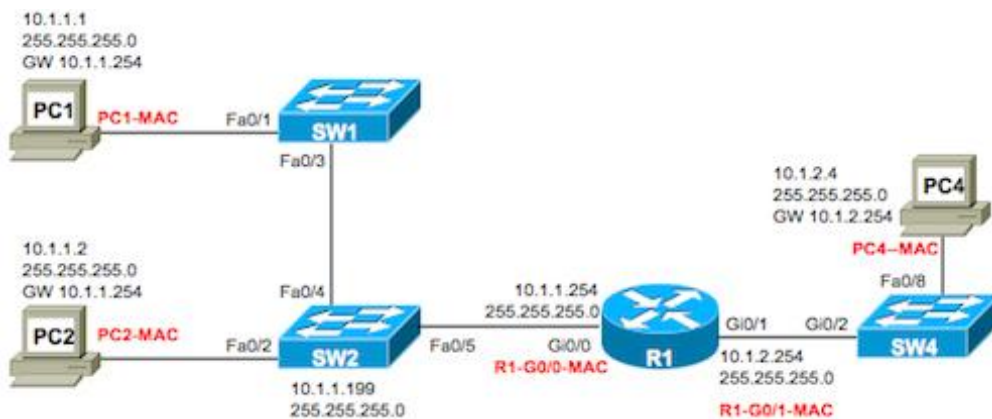 10.1.1.1
255.255.255.0
GW 10.1.1.254
PC1
PC1-MAC
Fa0/1
SW1
Fa0/3
10.1.2.4
255.255.255.0
GW 10.1.2.254
PC4
PC4--MAC
Fa0/8
10.1.1.2
255.255.255.0
GW 10.1.1.254
PC2
PC2-MAC
Fa0/2
Fa0/4
SW2
10.1.1.199
255.255.255.0
Fa0/5
10.1.1.254
255.255.255.0
Gi0/0
R1-G0/0-MAC
R1
Gi0/1
10.1.2.254
255.255.255.0
R1-G0/1-MAC
Gi0/2
SW4